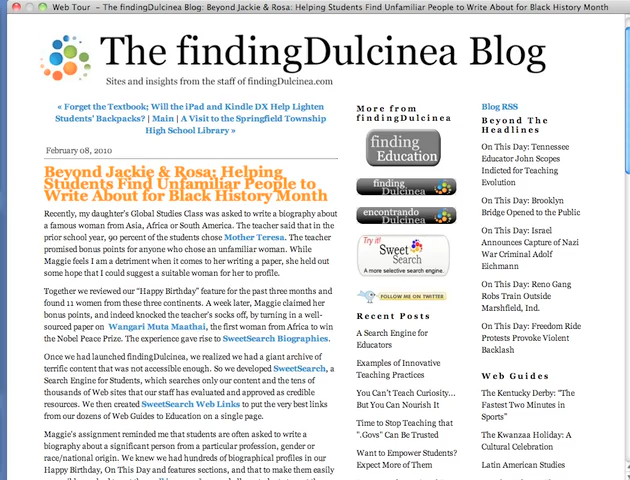 Web Tour - The findingDulcinea Blog: Beyond Jackie & Rosa: Helping Students Find Unfamiliar People to Write About for Black History Month
The findingDulcinea Blog
Sites and insights from the staff of findingDulcinea.com
« Forget the Textbook; Will the iPad and Kindle DX Help Lighten
Students' Backpacks? | Main | A Visit to the Springfield Township
High School Library »
February 08, 2010
Beyond Jackie & Rosa: Helping
Students Find Unfamiliar People to
Write About for Black History Month
Recently, my daughter's Global Studies Class was asked to write a biography about
a famous woman from Asia, Africa or South America. The teacher said that in the
prior school year, 90 percent of the students chose Mother Teresa. The teacher
promised bonus points for anyone who chose an unfamiliar woman. While
Maggie feels I am a detriment when it comes to her writing a paper, she held out
some hope that I could suggest a suitable woman for her to profile.
Together we reviewed our "Happy Birthday" feature for the past three months and
found 11 women from these three continents. A week later, Maggie claimed her
bonus points, and indeed knocked the teacher's socks off, by turning in a well-
sourced paper on Wangari Muta Maathai, the first woman from Africa to win
the Nobel Peace Prize. The experience gave rise to SweetSearch Biographies.
Once we had launched findingDulcinea, we realized we had a giant archive of
terrific content that was not accessible enough. So we developed SweetSearch, a
Search Engine for Students, which searches only our content and the tens of
thousands of Web sites that our staff has evaluated and approved as credible
resources. We then created SweetSearch Web Links to put the very best links
from our dozens of Web Guides to Education on a single page.
Maggie's assignment reminded me that students are often asked to write a
biography about a significant person from a particular profession, gender or
race/national origin. We knew we had hundreds of biographical profiles in our
Happy Birthday, On This Day and features sections, and that to make them easily
More from
findingDulcinea
finding
Education
finding
Dulcinea
encontrando
Dulcinea
Try it!
Sweet
Search
A more selective search engine.
FOLLOW ME ON TWITTER
Recent Posts
A Search Engine for
Educators
Examples of Innovative
Teaching Practices
You Can't Teach Curiosity...
But You Can Nourish It
Time to Stop Teaching that
".Govs" Can Be Trusted
Want to Empower Students?
Expect More of Them
Blog RSS
Beyond The
Headlines
On This Day: Tennessee
Educator John Scopes
Indicted for Teaching
Evolution
On This Day: Brooklyn
Bridge Opened to the Public
On This Day: Israel
Announces Capture of Nazi
War Criminal Adolf
Eichmann
On This Day: Reno Gang
Robs Train Outside
Marshfield, Ind.
On This Day: Freedom Ride
Protests Provoke Violent
Backlash
Web Guides
The Kentucky Derby: "The
Fastest Two Minutes in
Sports"
The Kwanzaa Holiday: A
Cultural Celebration
Latin American Studies